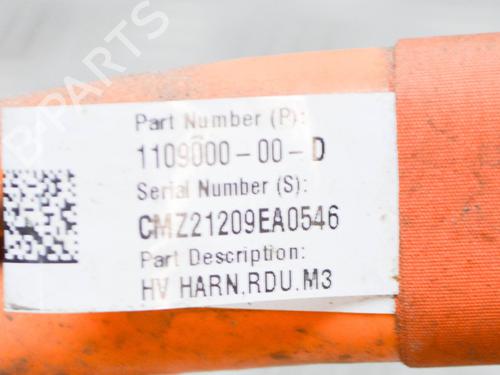 Part Number (P):
1109000-00-D
Serial Number (S):
CMZ21209EA0546
Part Description:
HV HARN,RDU,M3